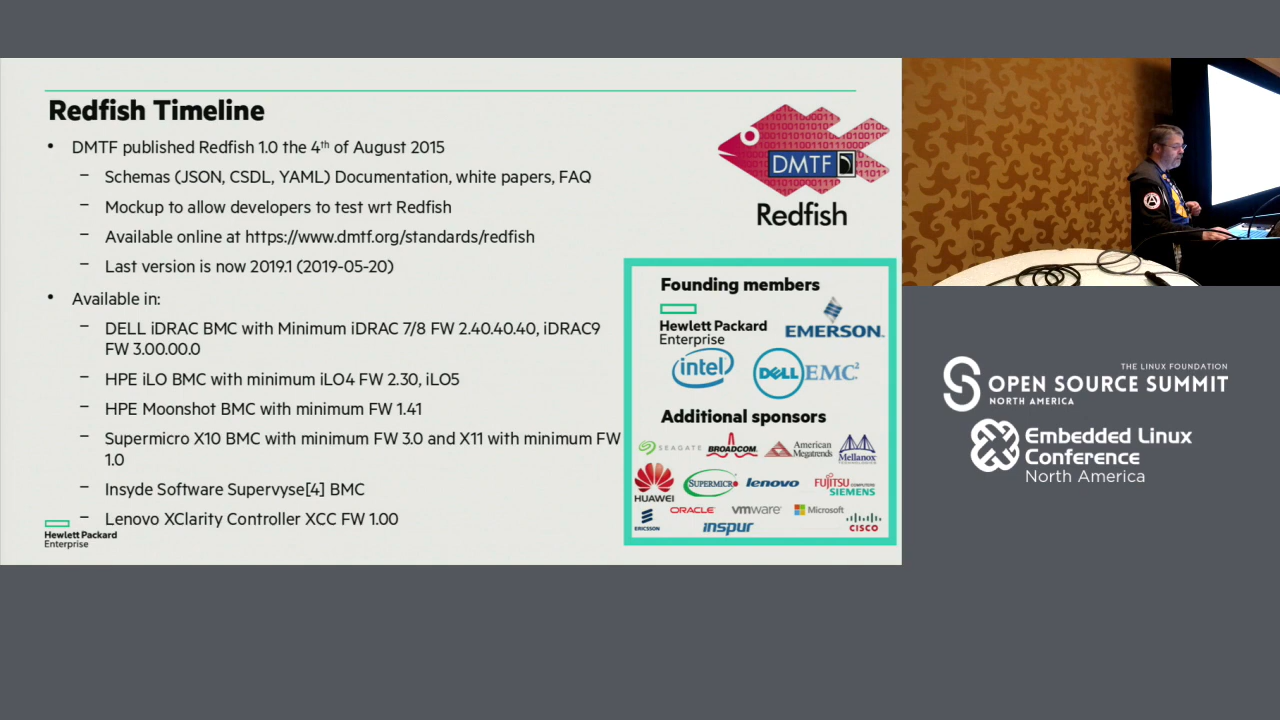 Redfish Timeline
• DMTF published Redfish 1.0 the 4th of August 2015
– Schemas (JSON, CSDL, YAML) Documentation, white papers, FAQ
– Mockup to allow developers to test wrt Redfish
– Available online at https://www.dmtf.org/standards/redfish
– Last version is now 2019.1 (2019-05-20)
• Available in:
– DELL iDRAC BMC with Minimum iDRAC 7/8 FW 2.40.40.40, iDRAC9
FW 3.00.00.0
– HPE iLO BMC with minimum iLO4 FW 2.30, iLO5
– HPE Moonshot BMC with minimum FW 1.41
– Supermicro X10 BMC with minimum FW 3.0 and X11 with minimum FW
1.0
– Insyde Software Supervyse[4] BMC
– Lenovo XClarity Controller XCC FW 1.00
Hewlett Packard
Enterprise
DMTF
Redfish
Founding members
Hewlett Packard
Enterprise
EMERSON.
intel
DELL EMC²
Additional sponsors
SEAGATE
BROADCOM.
American
Megatrends
Mellanox
TECHNOLOGIES
HUAWEI
SUPERMICRO
lenovo
FUJITSU COMPUTERS
SIEMENS
ERICSSON
ORACLE
vmware
Microsoft
inspur
CISCO
THE LINUX FOUNDATION
OPEN SOURCE SUMMIT
NORTH AMERICA
Embedded Linux
Conference
North America